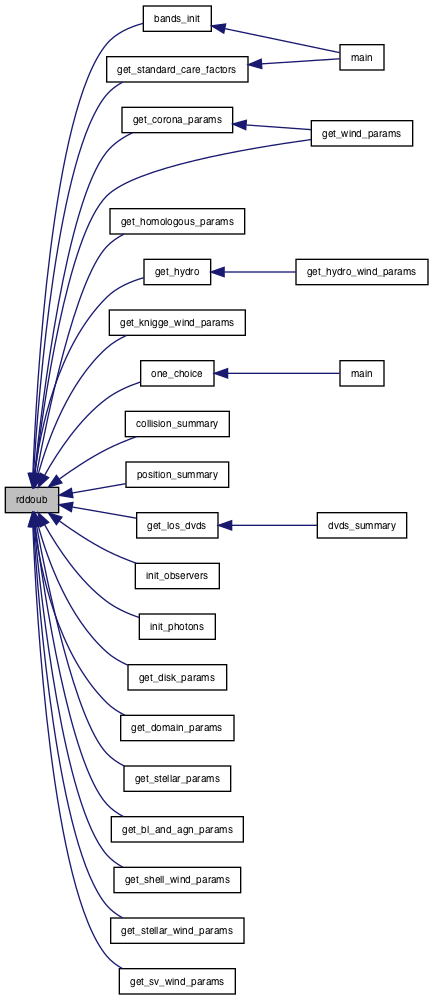 bands_init
main
get_standard_care_factors
get_corona_params
get_wind_params
get_homologous_params
get_hydro
get_hydro_wind_params
get_knigge_wind_params
one_choice
main
collision_summary
position_summary
rddoub
get_los_dvds
dvds_summary
init_observers
init_photons
get_disk_params
get_domain_params
get_stellar_params
get_bl_and_agn_params
get_shell_wind_params
get_stellar_wind_params
get_sv_wind_params